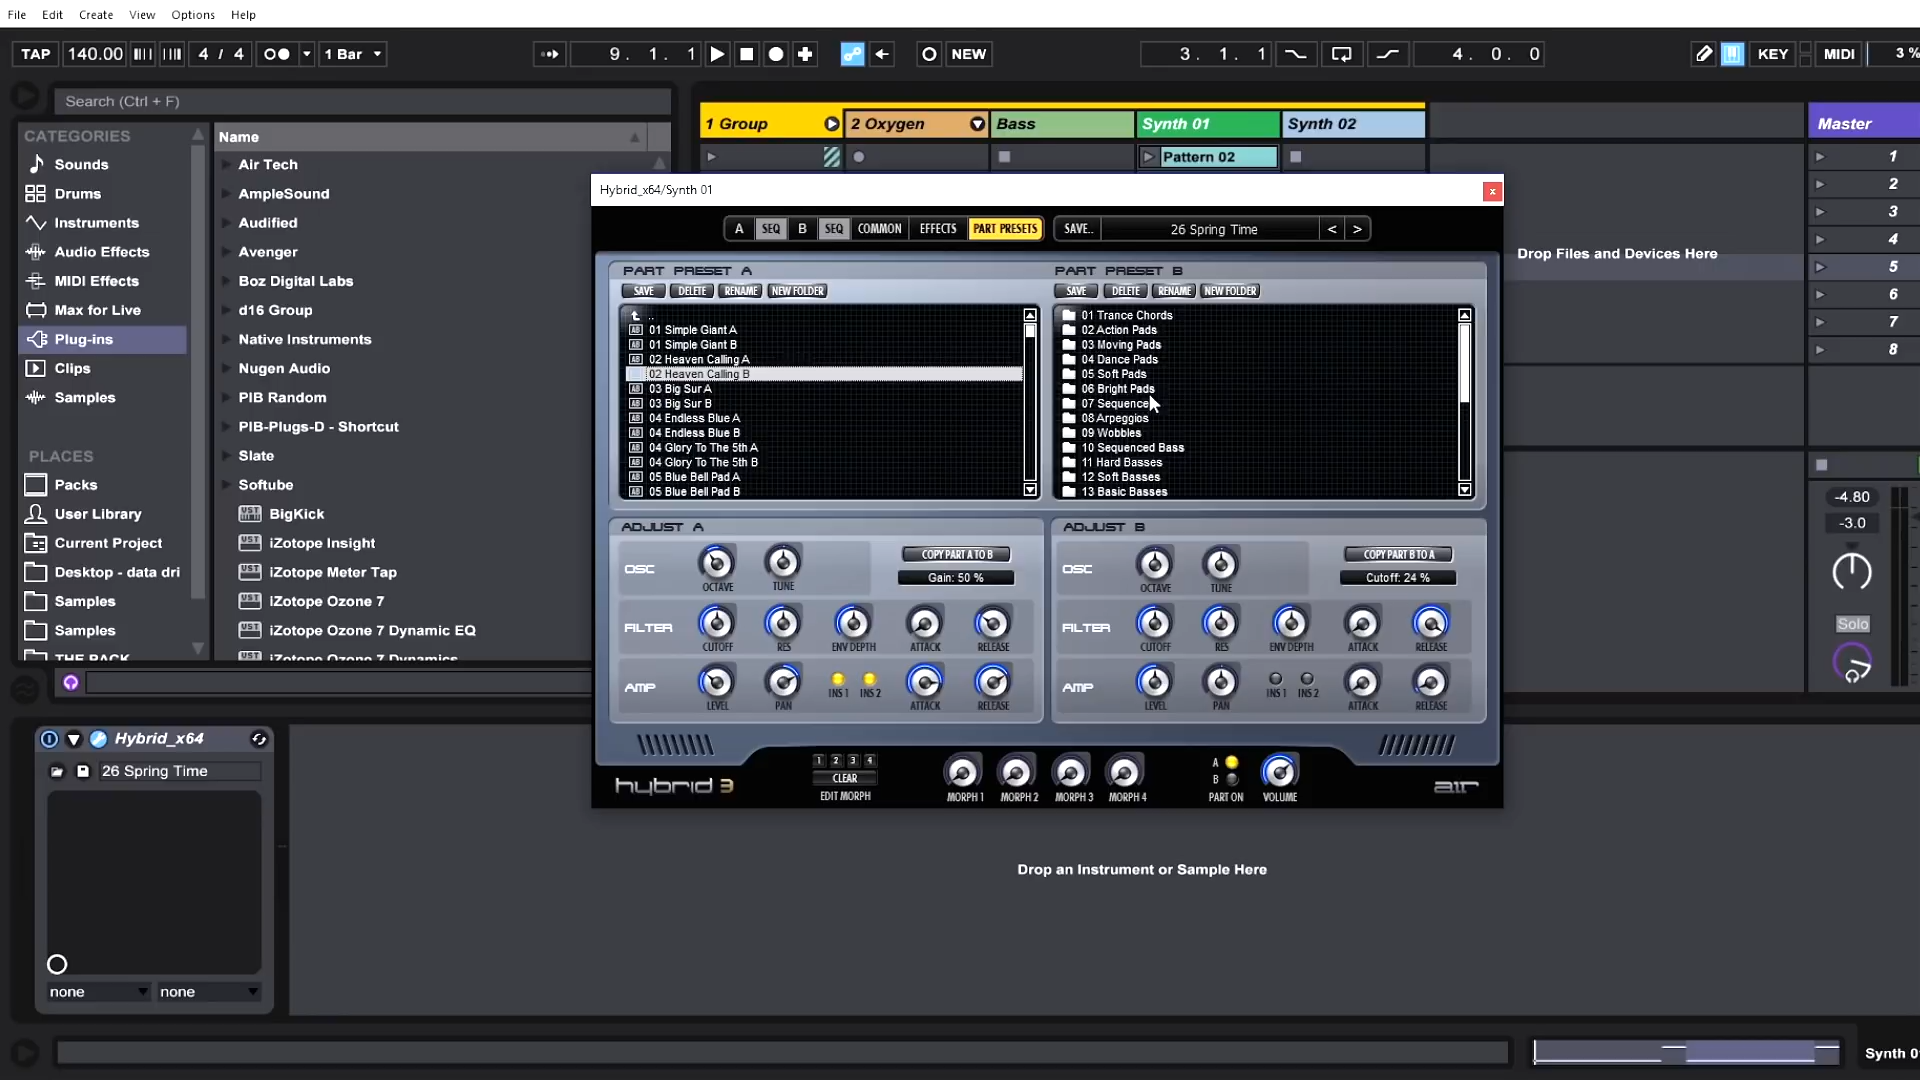 File Edit Create View Options Help
TAP 140.00 4 / 4 1 Bar 9. 1. 1 NEW 3. 1. 1 4. 0. 0 KEY MIDI 3 %
Search (Ctrl + F)
CATEGORIES
Sounds
Drums
Instruments
Audio Effects
MIDI Effects
Max for Live
Plug-ins
Clips
Samples
PLACES
Packs
User Library
Current Project
Desktop - data dri
Samples
Samples
THE PACK
Name
Air Tech
AmpleSound
Audified
Avenger
Boz Digital Labs
d16 Group
Native Instruments
Nugen Audio
PIB Random
PIB-Plugs-D - Shortcut
Slate
Softube
BigKick
iZotope Insight
iZotope Meter Tap
iZotope Ozone 7
iZotope Ozone 7 Dynamic EQ
iZotope Ozone 7 Dynamics
1 Group 2 Oxygen Bass Synth 01 Synth 02 Master
Pattern 02
1
2
3
4
5
6
7
8
Drop Files and Devices Here
-4.80
-3.0
Solo
Hybrid_x64/Synth 01 x
A SEQ B SEQ COMMON EFFECTS PART PRESETS SAVE.. 26 Spring Time < >
PART PRESET A
SAVE DELETE RENAME NEW FOLDER
..
01 Simple Giant A
01 Simple Giant B
02 Heaven Calling A
02 Heaven Calling B
03 Big Sur A
03 Big Sur B
04 Endless Blue A
04 Endless Blue B
04 Glory To The 5th A
04 Glory To The 5th B
05 Blue Bell Pad A
05 Blue Bell Pad B
PART PRESET B
SAVE DELETE RENAME NEW FOLDER
01 Trance Chords
02 Action Pads
03 Moving Pads
04 Dance Pads
05 Soft Pads
06 Bright Pads
07 Sequence
08 Arpeggios
09 Wobbles
10 Sequenced Bass
11 Hard Basses
12 Soft Basses
13 Basic Basses
ADJUST A
OSC OCTAVE TUNE COPY PART A TO B
Gain: 50 %
FILTER CUTOFF RES ENV DEPTH ATTACK RELEASE
AMP LEVEL PAN INS 1 INS 2 ATTACK RELEASE
ADJUST B
OSC OCTAVE TUNE COPY PART B TO A
Cutoff: 24 %
FILTER CUTOFF RES ENV DEPTH ATTACK RELEASE
AMP LEVEL PAN INS 1 INS 2 ATTACK RELEASE
hybrid 3
1 2 3 4
CLEAR
EDIT MORPH
MORPH 1 MORPH 2 MORPH 3 MORPH 4
A
B
PART ON VOLUME
air
Hybrid_x64
26 Spring Time
none none
Drop an Instrument or Sample Here
Synth 0